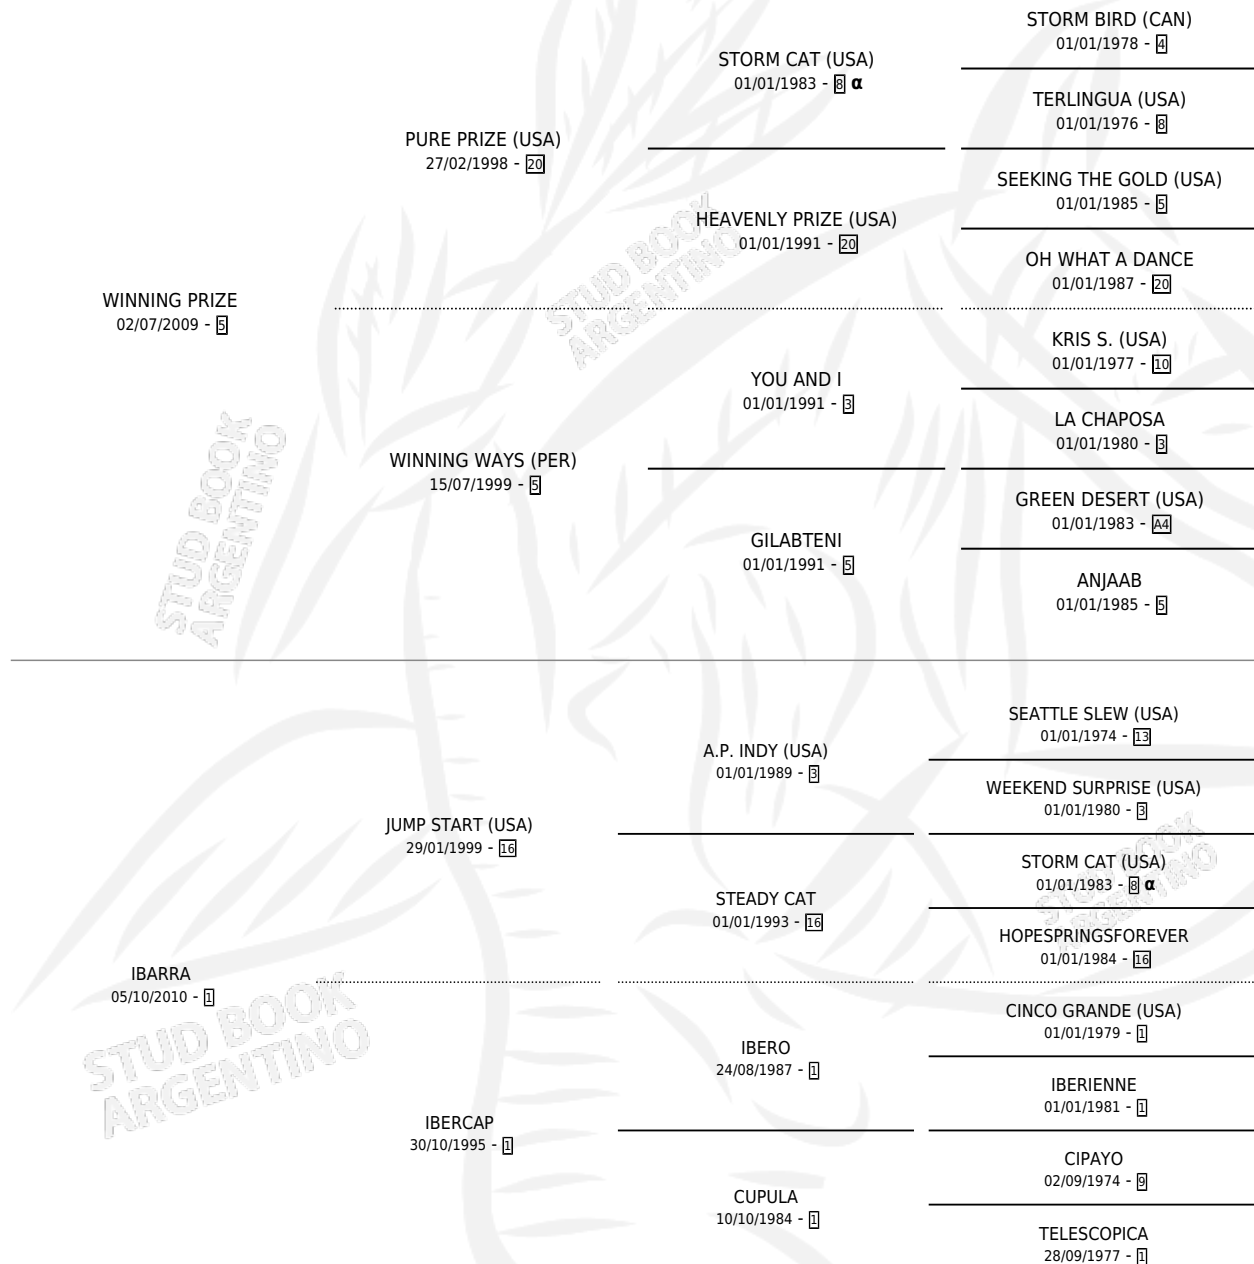 STORM BIRD (CAN)
01/01/1978 - 4
STORM CAT (USA)
01/01/1983 - 8 α
TERLINGUA (USA)
01/01/1976 - 8
PURE PRIZE (USA)
27/02/1998 - 20
SEEKING THE GOLD (USA)
01/01/1985 - 5
HEAVENLY PRIZE (USA)
01/01/1991 - 20
OH WHAT A DANCE
01/01/1987 - 20
WINNING PRIZE
02/07/2009 - 5
KRIS S. (USA)
01/01/1977 - 10
YOU AND I
01/01/1991 - 3
LA CHAPOSA
01/01/1980 - 3
WINNING WAYS (PER)
15/07/1999 - 5
GREEN DESERT (USA)
01/01/1983 - A4
GILABTENI
01/01/1991 - 5
ANJAAB
01/01/1985 - 5
STUD BOOK
ARGENTINO
STUD BOOK
ARGENTINO
SEATTLE SLEW (USA)
01/01/1974 - 13
A.P. INDY (USA)
01/01/1989 - 3
WEEKEND SURPRISE (USA)
01/01/1980 - 3
JUMP START (USA)
29/01/1999 - 16
STORM CAT (USA)
01/01/1983 - 8 α
STEADY CAT
01/01/1993 - 16
HOPESPRINGSFOREVER
01/01/1984 - 16
IBARRA
05/10/2010 - 1
CINCO GRANDE (USA)
01/01/1979 - 1
IBERO
24/08/1987 - 1
IBERIENNE
01/01/1981 - 1
IBERCAP
30/10/1995 - 1
CIPAYO
02/09/1974 - 9
CUPULA
10/10/1984 - 1
TELESCOPICA
28/09/1977 - 1
STUD BOOK
ARGENTINO
STUD BOOK
ARGENTINO